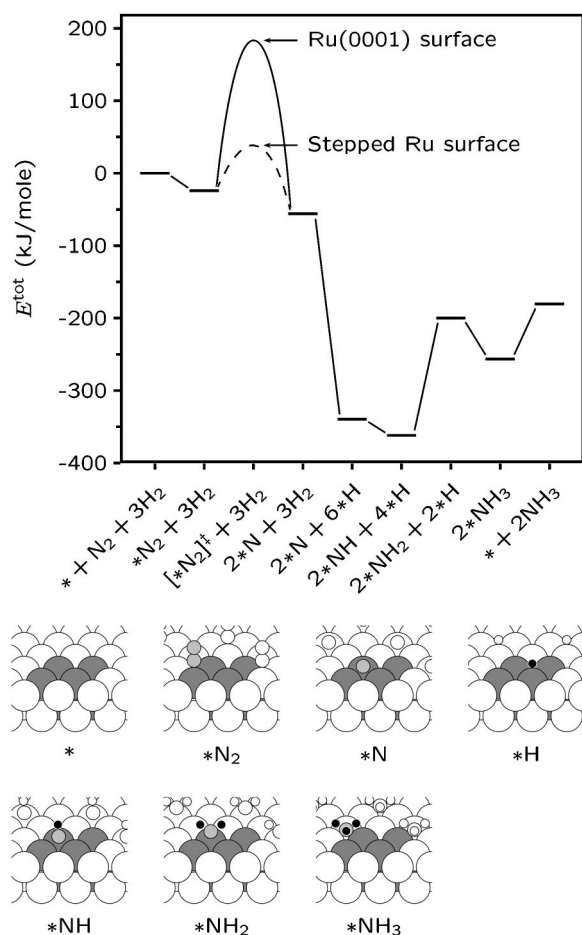 200
100
0
-100
-200
-300
-400
E^tot (kJ/mole)
Ru(0001) surface
Stepped Ru surface
* + N₂ + 3H₂
*N₂ + 3H₂
[*N₂]‡ + 3H₂
2*N + 3H₂
2*N + 6*H
2*NH + 4*H
2*NH₂ + 2*H
2*NH₃
* + 2NH₃
*
*N₂
*N
*H
*NH
*NH₂
*NH₃